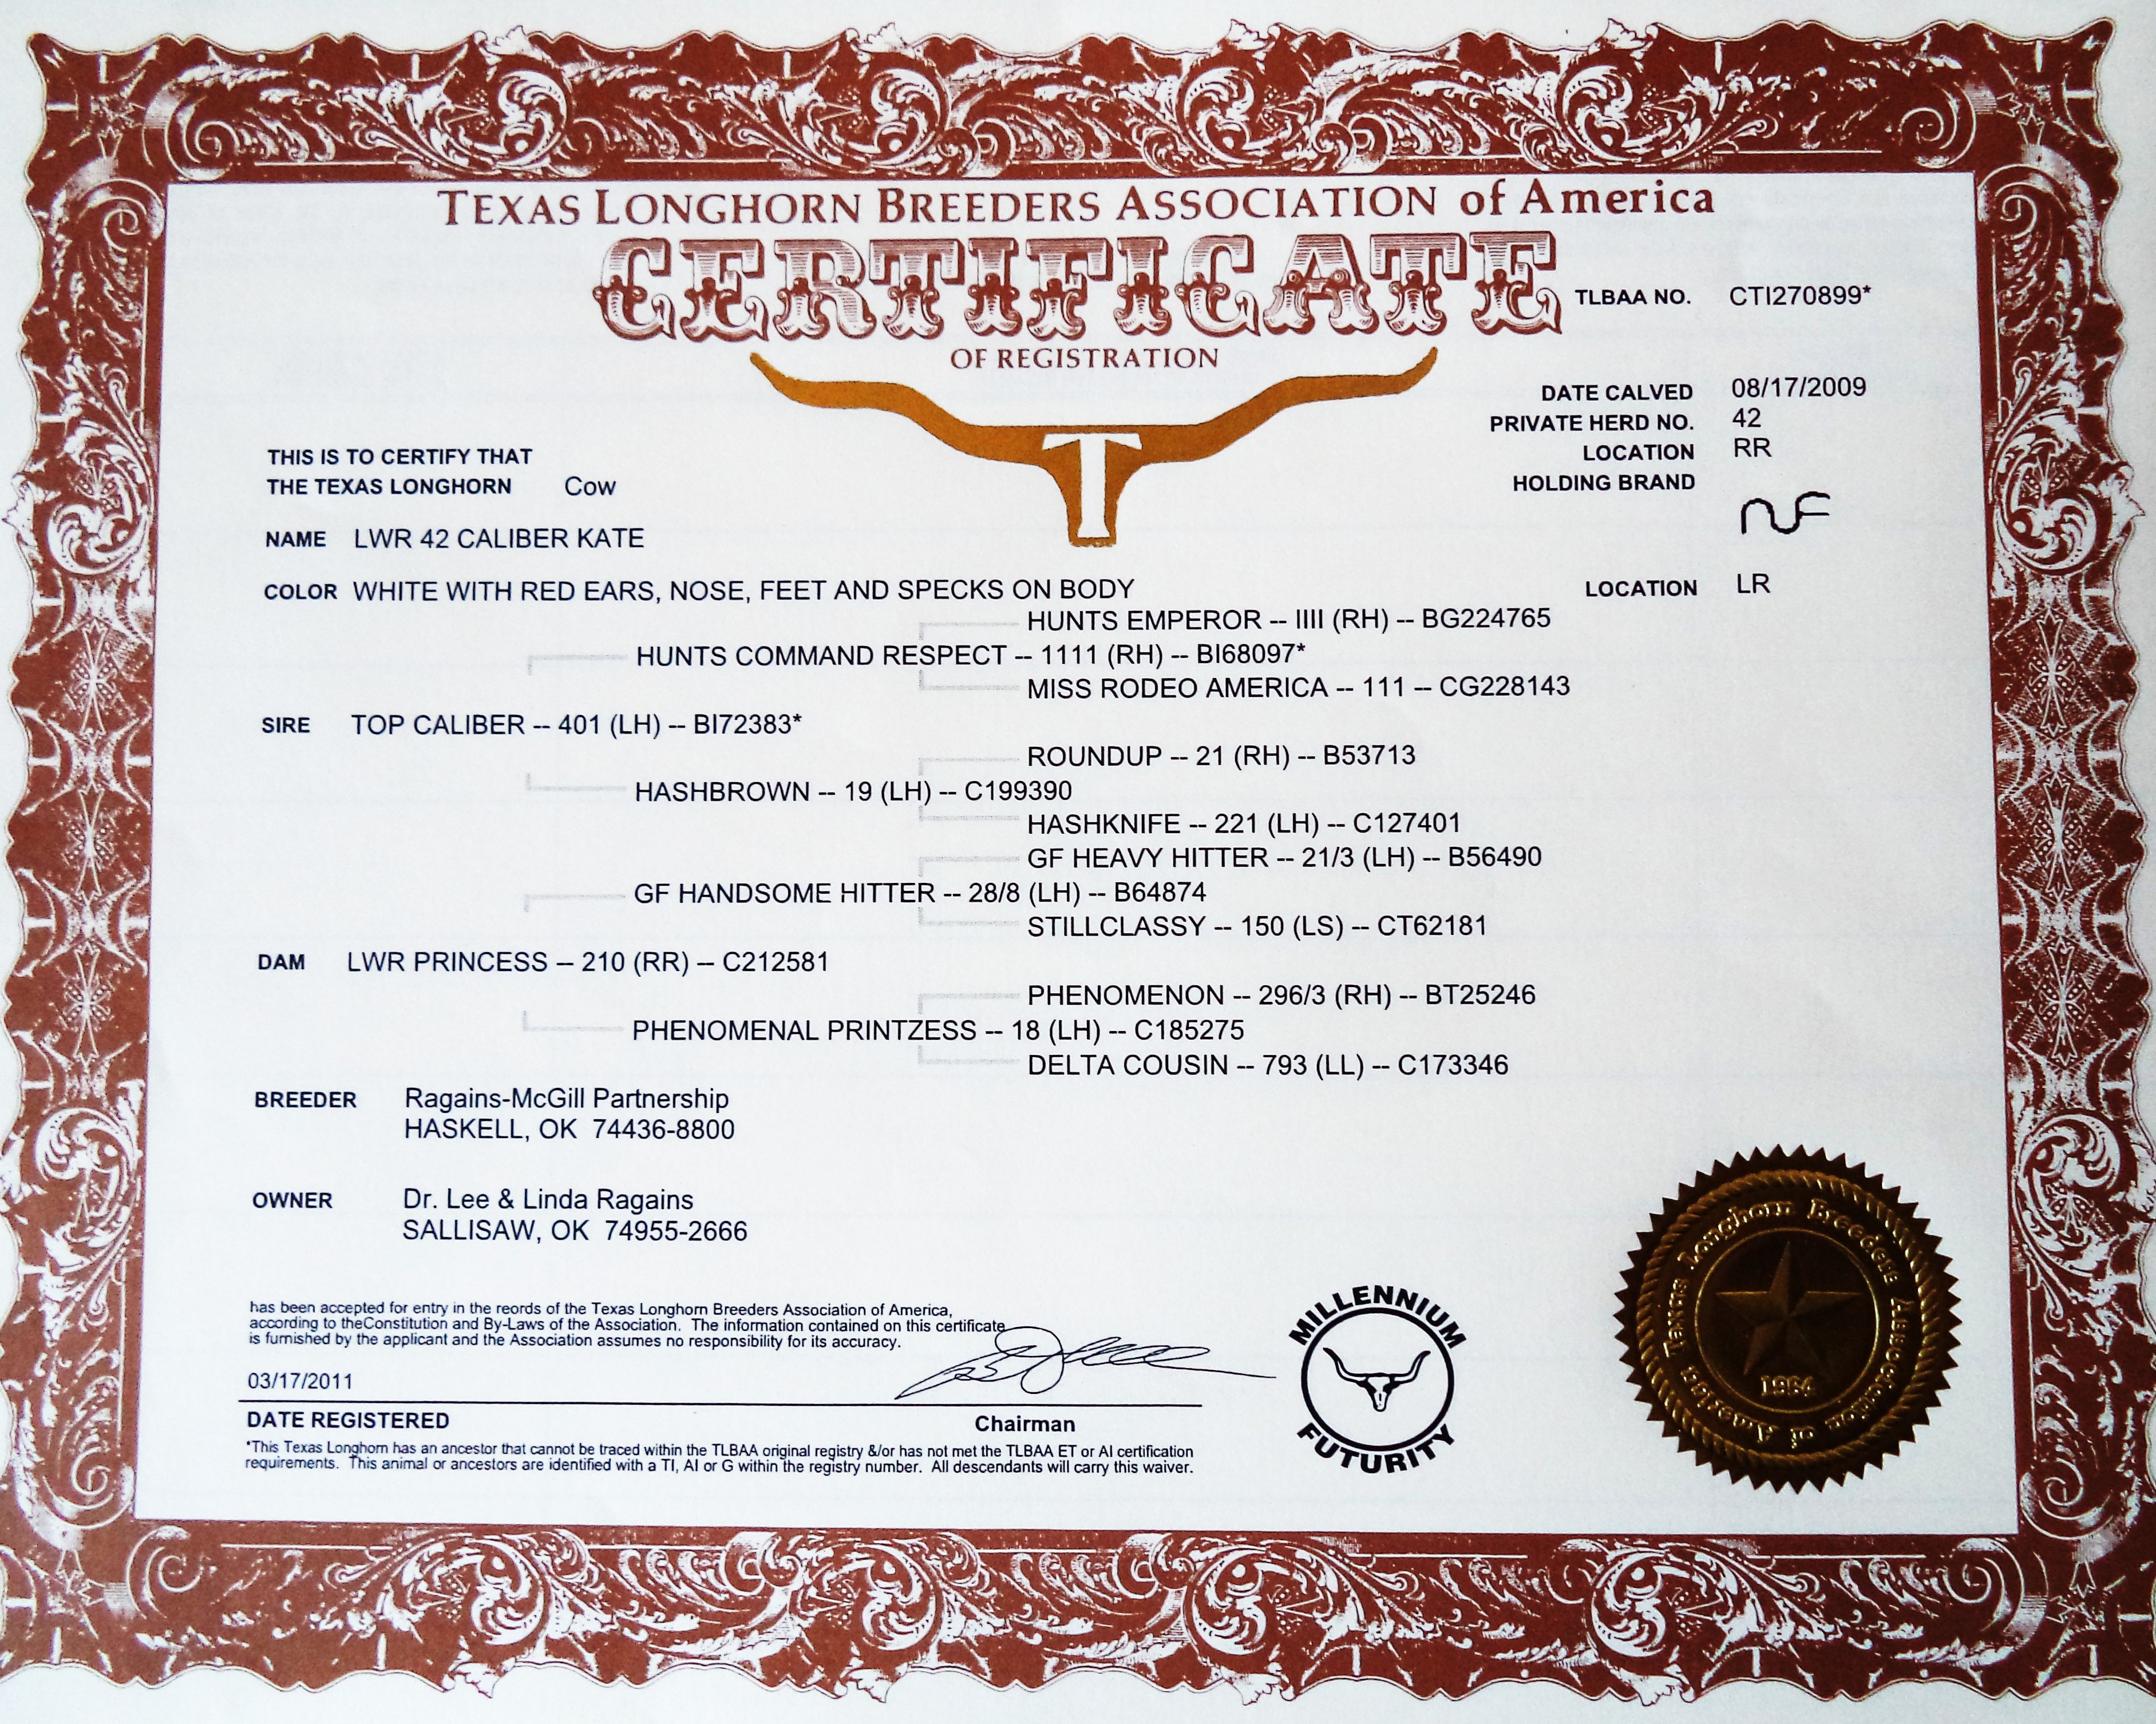 TEXAS LONGHORN BREEDERS ASSOCIATION of America
CERTIFICATE
OF REGISTRATION
TLBAA NO. CTI270899*
DATE CALVED 08/17/2009
PRIVATE HERD NO. 42
LOCATION RR
HOLDING BRAND
T
THIS IS TO CERTIFY THAT
THE TEXAS LONGHORN Cow
NAME LWR 42 CALIBER KATE
COLOR WHITE WITH RED EARS, NOSE, FEET AND SPECKS ON BODY
LOCATION LR
HUNTS EMPEROR -- IIII (RH) -- BG224765
HUNTS COMMAND RESPECT -- 1111 (RH) -- BI68097*
MISS RODEO AMERICA -- 111 -- CG228143
SIRE TOP CALIBER -- 401 (LH) -- BI72383*
ROUNDUP -- 21 (RH) -- B53713
HASHBROWN -- 19 (LH) -- C199390
HASHKNIFE -- 221 (LH) -- C127401
GF HEAVY HITTER -- 21/3 (LH) -- B56490
GF HANDSOME HITTER -- 28/8 (LH) -- B64874
STILLCLASSY -- 150 (LS) -- CT62181
DAM LWR PRINCESS -- 210 (RR) -- C212581
PHENOMENON -- 296/3 (RH) -- BT25246
PHENOMENAL PRINTZESS -- 18 (LH) -- C185275
DELTA COUSIN -- 793 (LL) -- C173346
BREEDER Ragains-McGill Partnership
HASKELL, OK 74436-8800
OWNER Dr. Lee & Linda Ragains
SALLISAW, OK 74955-2666
has been accepted for entry in the reords of the Texas Longhorn Breeders Association of America,
according to theConstitution and By-Laws of the Association. The information contained on this certificate
is furnished by the applicant and the Association assumes no responsibility for its accuracy.
03/17/2011
DATE REGISTERED
Chairman
*This Texas Longhorn has an ancestor that cannot be traced within the TLBAA original registry &/or has not met the TLBAA ET or AI certification
requirements. This animal or ancestors are identified with a TI, AI or G within the registry number. All descendants will carry this waiver.
MILLENNIUM
FUTURITY
Texas Longhorn Breeders Association of America
1964